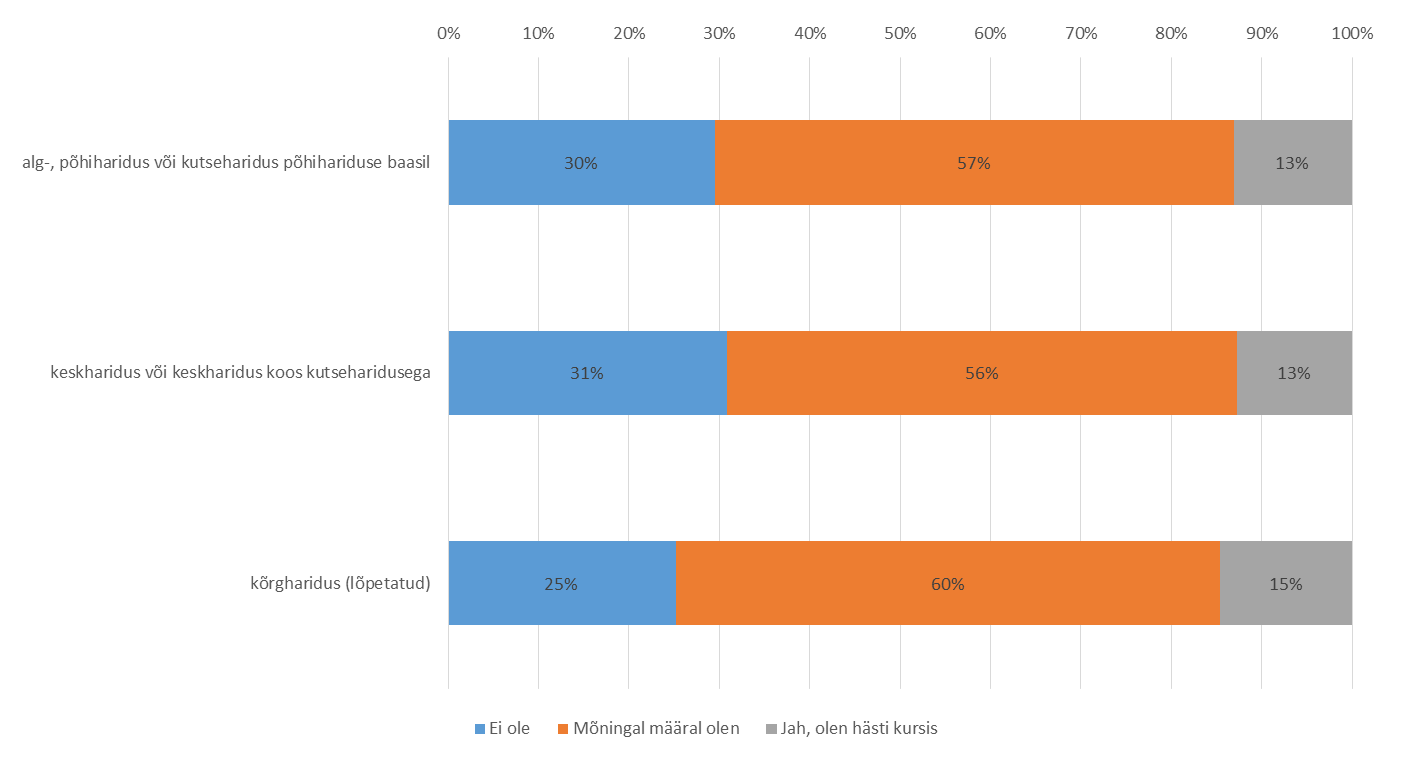 0% 10% 20% 30% 40% 50% 60% 70% 80% 90% 100%
alg-, põhiharidus või kutseharidus põhihariduse baasil 30% 57% 13%
keskharidus või keskharidus koos kutseharidusega 31% 56% 13%
kõrgharidus (lõpetatud) 25% 60% 15%
Ei ole Mõningal määral olen Jah, olen hästi kursis